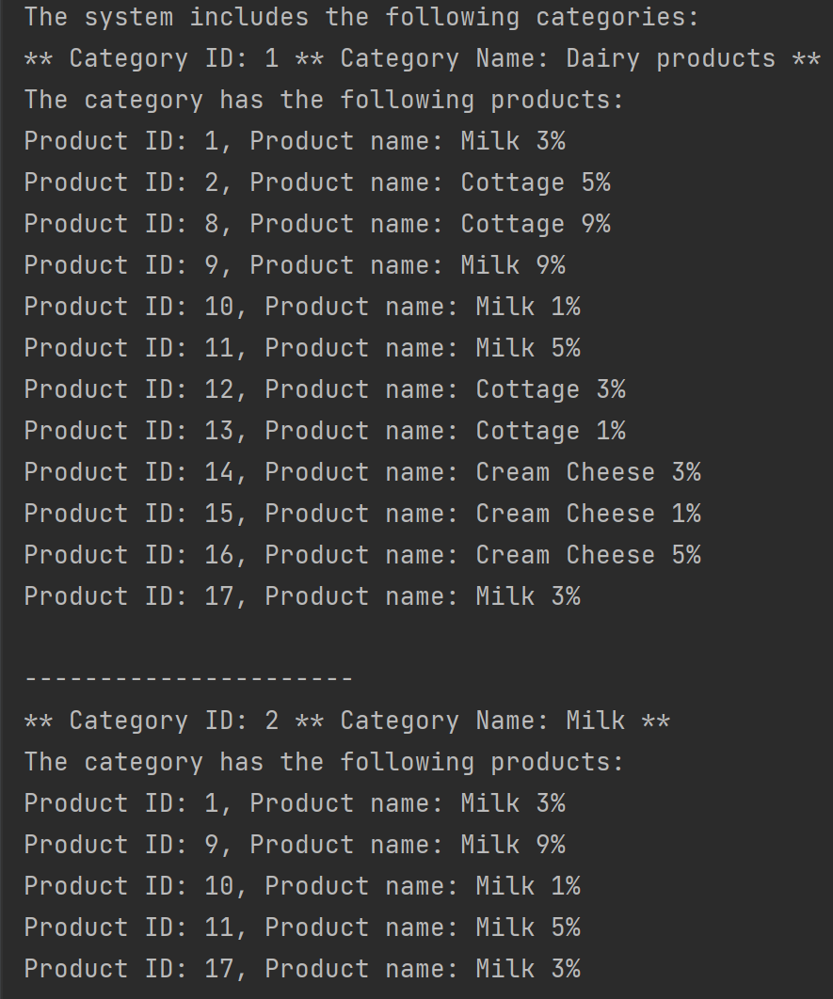 The system includes the following categories:
** Category ID: 1 ** Category Name: Dairy products **
The category has the following products:
Product ID: 1, Product name: Milk 3%
Product ID: 2, Product name: Cottage 5%
Product ID: 8, Product name: Cottage 9%
Product ID: 9, Product name: Milk 9%
Product ID: 10, Product name: Milk 1%
Product ID: 11, Product name: Milk 5%
Product ID: 12, Product name: Cottage 3%
Product ID: 13, Product name: Cottage 1%
Product ID: 14, Product name: Cream Cheese 3%
Product ID: 15, Product name: Cream Cheese 1%
Product ID: 16, Product name: Cream Cheese 5%
Product ID: 17, Product name: Milk 3%
----------------------
** Category ID: 2 ** Category Name: Milk **
The category has the following products:
Product ID: 1, Product name: Milk 3%
Product ID: 9, Product name: Milk 9%
Product ID: 10, Product name: Milk 1%
Product ID: 11, Product name: Milk 5%
Product ID: 17, Product name: Milk 3%